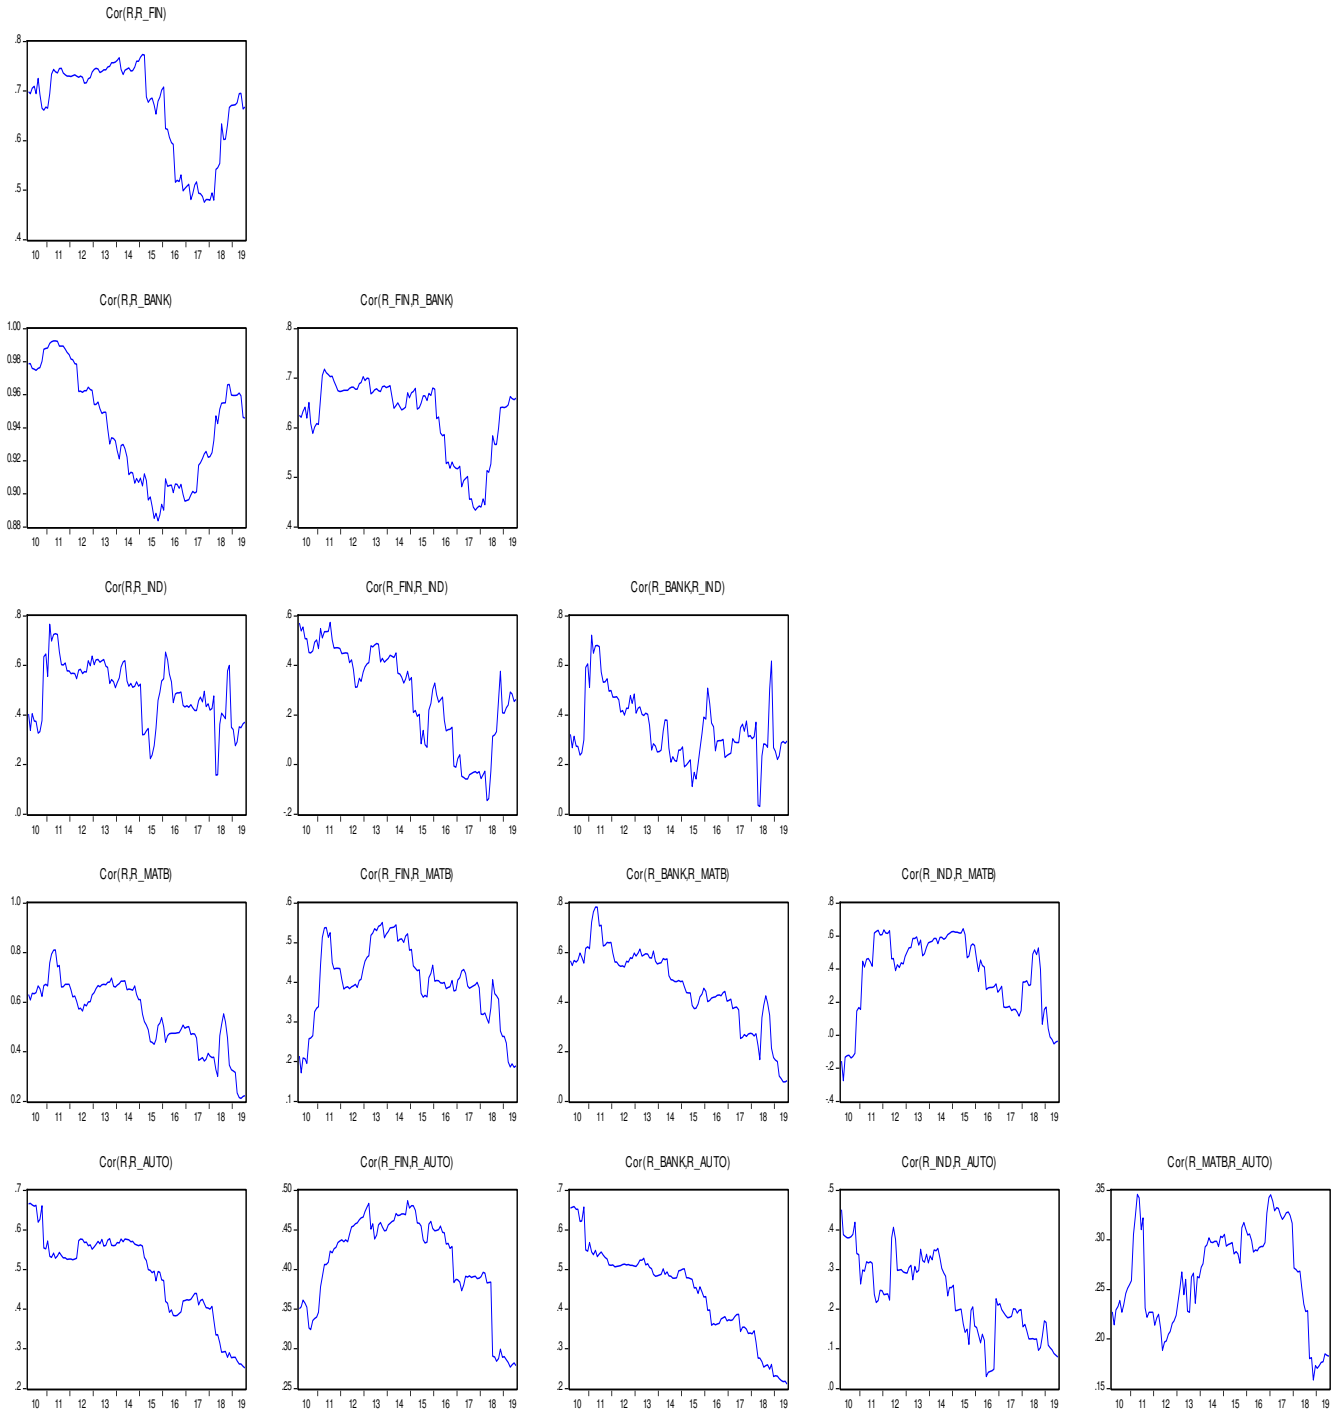 Cor(R,R_FIN)
.8
.7
.6
.5
.4
10 11 12 13 14 15 16 17 18 19
Cor(R,R_BANK)
1.00
0.98
0.96
0.94
0.92
0.90
0.88
10 11 12 13 14 15 16 17 18 19
Cor(R_FIN,R_BANK)
.8
.7
.6
.5
.4
10 11 12 13 14 15 16 17 18 19
Cor(R,R_IND)
.8
.6
.4
.2
.0
10 11 12 13 14 15 16 17 18 19
Cor(R_FIN,R_IND)
.6
.4
.2
.0
-.2
10 11 12 13 14 15 16 17 18 19
Cor(R_BANK,R_IND)
.8
.6
.4
.2
.0
10 11 12 13 14 15 16 17 18 19
Cor(R,R_MATB)
1.0
0.8
0.6
0.4
0.2
10 11 12 13 14 15 16 17 18 19
Cor(R_FIN,R_MATB)
.6
.5
.4
.3
.2
.1
10 11 12 13 14 15 16 17 18 19
Cor(R_BANK,R_MATB)
.8
.6
.4
.2
.0
10 11 12 13 14 15 16 17 18 19
Cor(R_IND,R_MATB)
.8
.6
.4
.2
.0
-.2
-.4
10 11 12 13 14 15 16 17 18 19
Cor(R,R_AUTO)
.7
.6
.5
.4
.3
.2
10 11 12 13 14 15 16 17 18 19
Cor(R_FIN,R_AUTO)
.50
.45
.40
.35
.30
.25
10 11 12 13 14 15 16 17 18 19
Cor(R_BANK,R_AUTO)
.7
.6
.5
.4
.3
.2
10 11 12 13 14 15 16 17 18 19
Cor(R_IND,R_AUTO)
.5
.4
.3
.2
.1
.0
10 11 12 13 14 15 16 17 18 19
Cor(R_MATB,R_AUTO)
.35
.30
.25
.20
.15
10 11 12 13 14 15 16 17 18 19